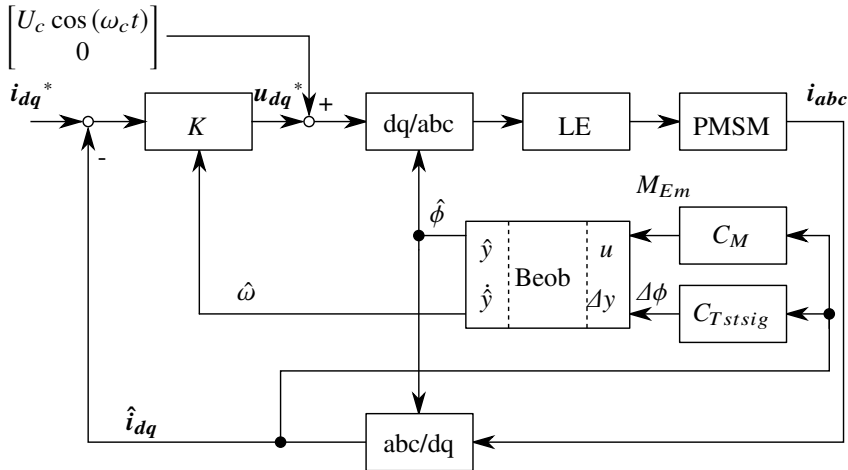 U_c cos (ω_c t)
0
i_dq* u_dq* + i_abc
K dq/abc LE PMSM
-
M_Em
ϕ̂ ŷ Beob u C_M
ω̂ ẏ̂ Δy Δϕ C_Tstsig
î_dq abc/dq